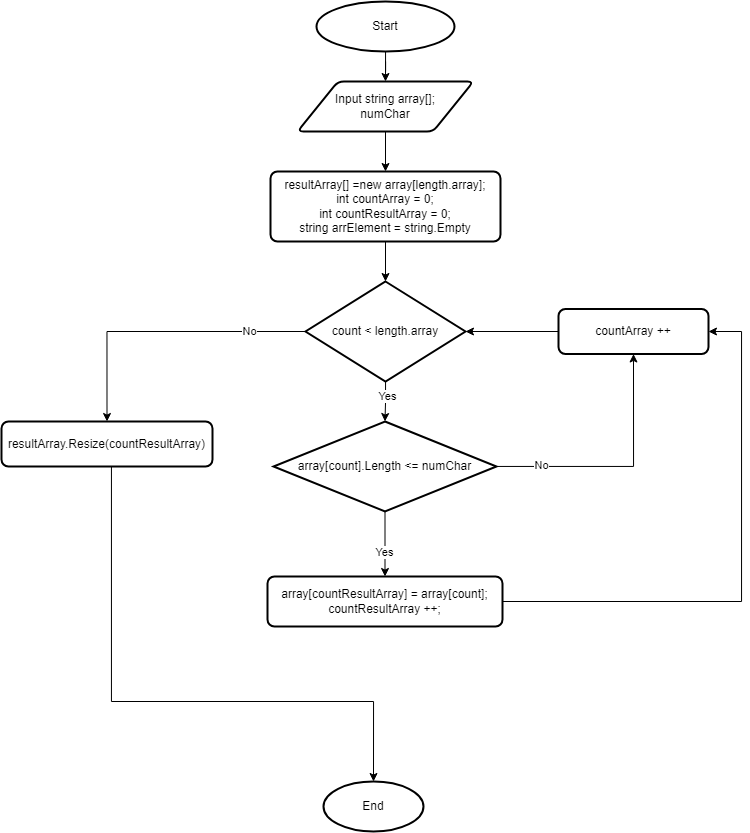 Start
Input string array[];
numChar
resultArray[] =new array[length.array];
int countArray = 0;
int countResultArray = 0;
string arrElement = string.Empty
count < length.array
No
countArray ++
Yes
resultArray.Resize(countResultArray)
array[count].Length <= numChar
No
Yes
array[countResultArray] = array[count];
countResultArray ++;
End